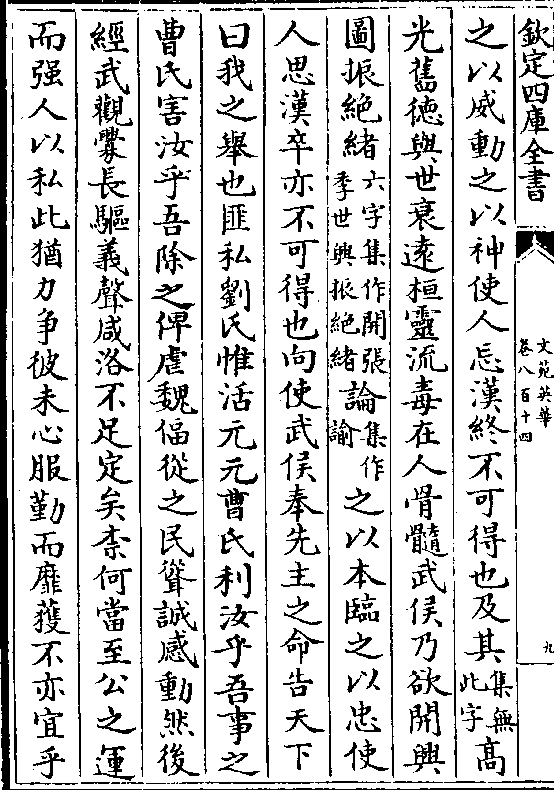 欽定四庫全書
文苑英華
卷八百十四
九
之以威動之以神使人忘漢終不可得也及其集無此字高
光舊德與世衰逺桓靈流毒在人骨髓武侯乃欲開興
圖振絶緒六字集作開張季世興振絶緒論集作諭之以本臨之以忠使
人思漢卒亦不可得也向使武侯奉先主之命告天下
曰我之舉也匪私劉氏惟活元元曹氏利汝乎吾事之
曹氏害汝乎吾除之俾虐魏偪從之民聳誠感動然後
經武觀釁長驅義聲咸洛不足定矣柰何當至公之運
而强人以私此猶力争彼未心服勤而靡獲不亦宜乎